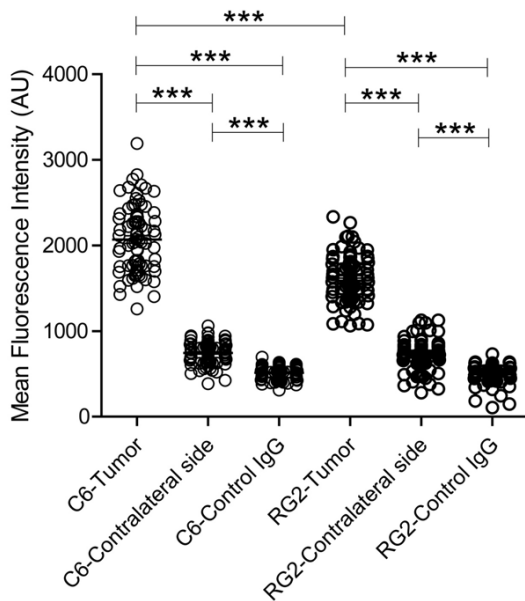 ***
***
***
***
***
***
***
Mean Fluorescence Intensity (AU)
4000
3000
2000
1000
0
C6-Tumor
C6-Contralateral side
C6-Control IgG
RG2-Tumor
RG2-Contralateral side
RG2-Control IgG